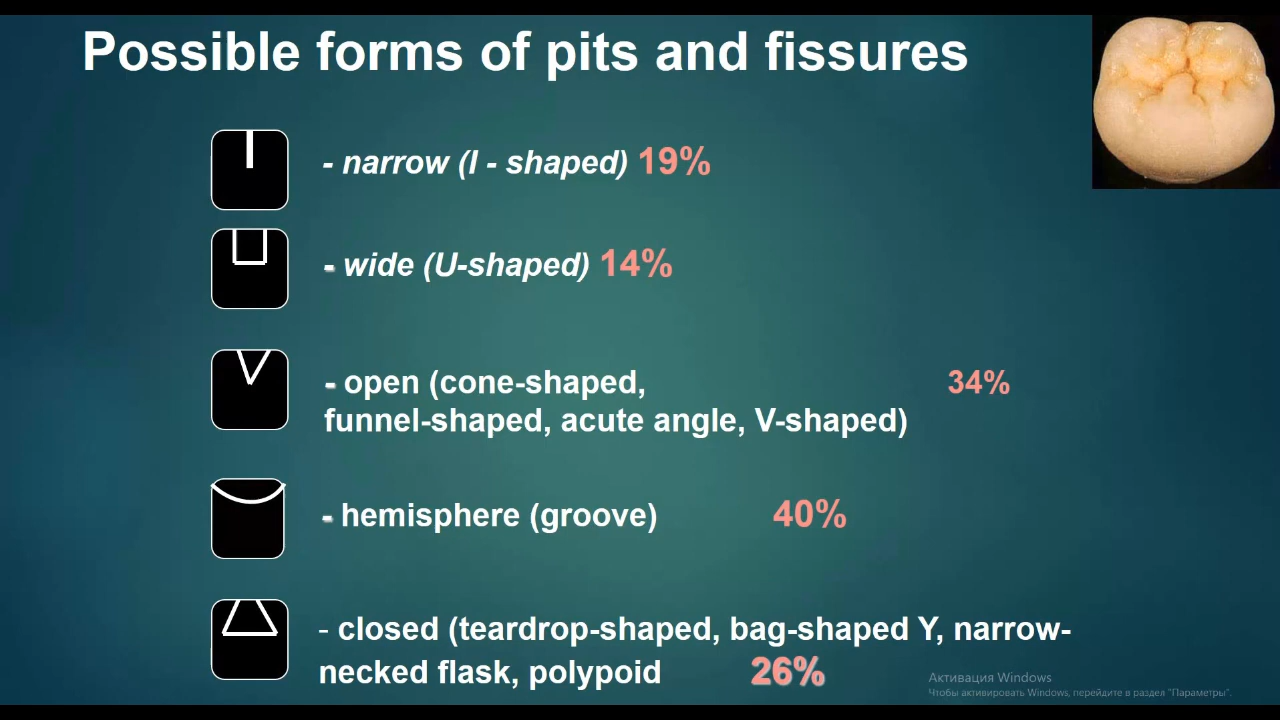 Possible forms of pits and fissures
- narrow (I - shaped) 19%
- wide (U-shaped) 14%
- open (cone-shaped, 34%
funnel-shaped, acute angle, V-shaped)
- hemisphere (groove) 40%
- closed (teardrop-shaped, bag-shaped Y, narrow-
necked flask, polypoid 26%
Активация Windows
Чтобы активировать Windows, перейдите в раздел "Параметры".